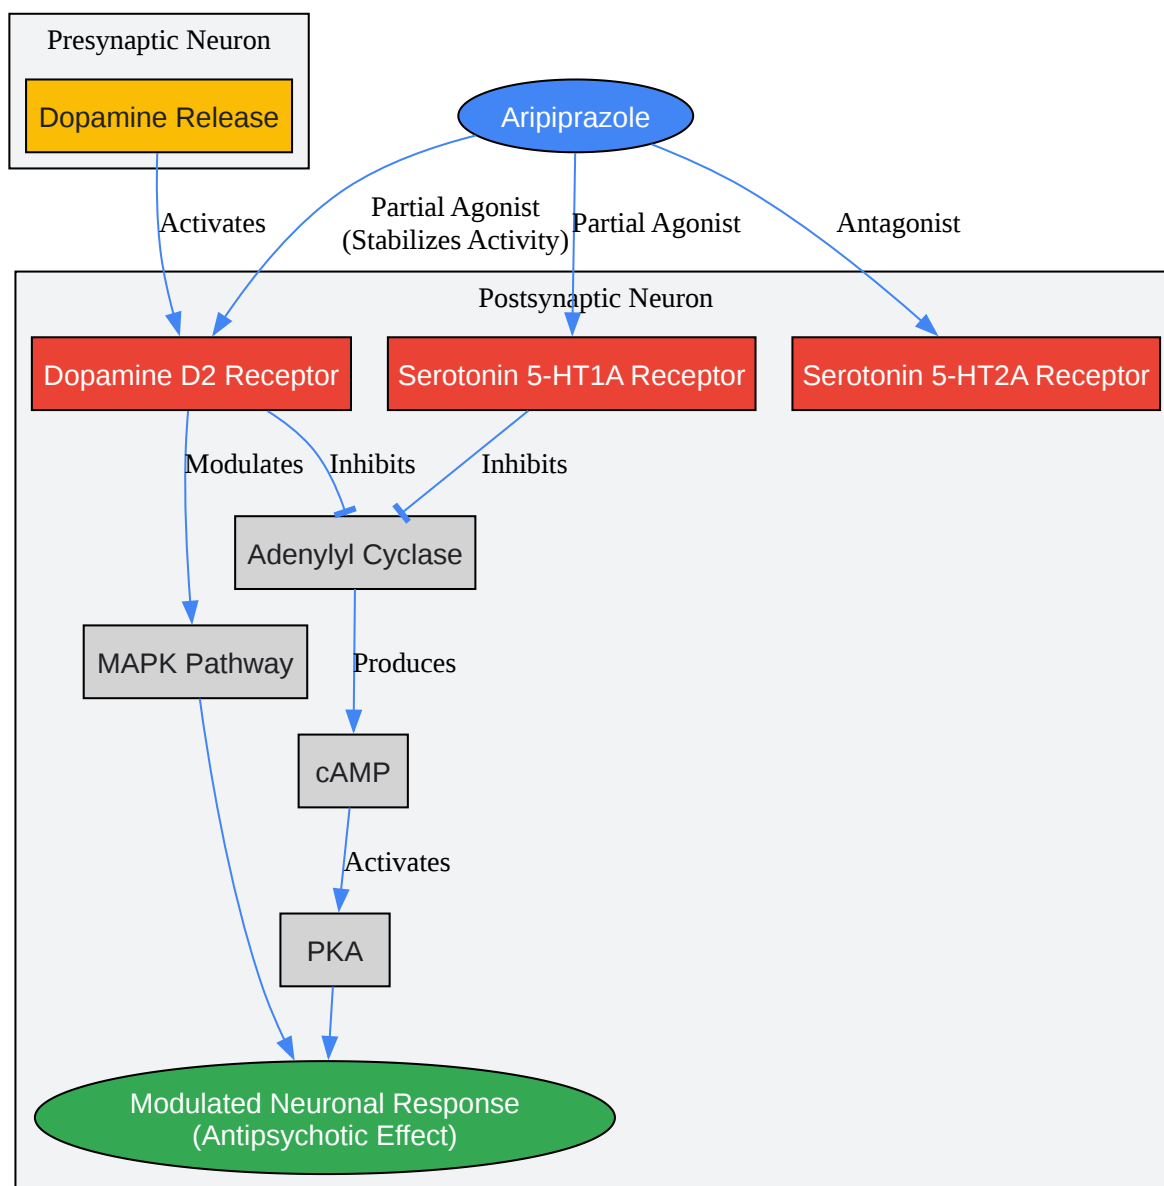 Presynaptic Neuron
Dopamine Release
Aripiprazole
Activates
Partial Agonist
(Stabilizes Activity)
Partial Agonist
Antagonist
Postsynaptic Neuron
Dopamine D2 Receptor
Serotonin 5-HT1A Receptor
Serotonin 5-HT2A Receptor
Modulates
Inhibits
Inhibits
Adenylyl Cyclase
MAPK Pathway
Produces
cAMP
Activates
PKA
Modulated Neuronal Response
(Antipsychotic Effect)